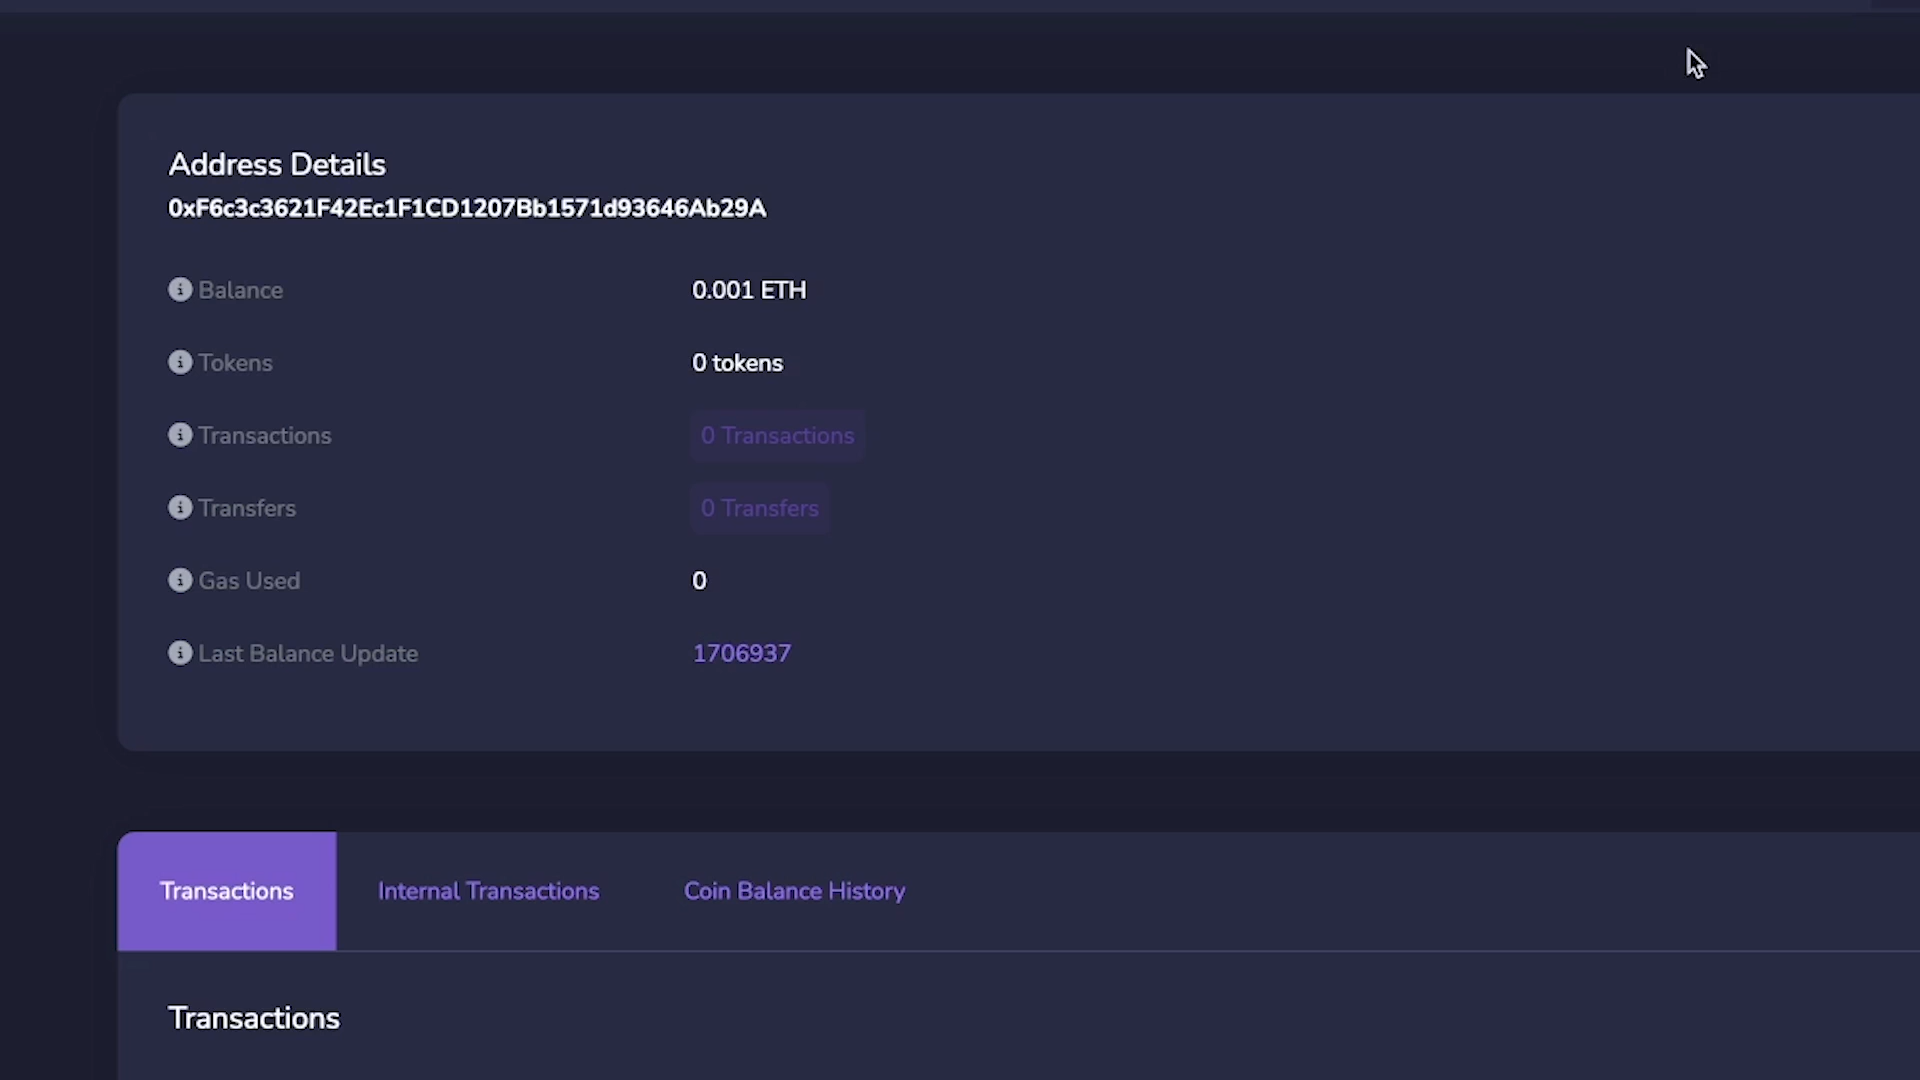 Address Details
0xF6c3c3621F42Ec1F1CD1207Bb1571d93646Ab29A
Balance 0.001 ETH
Tokens 0 tokens
Transactions 0 Transactions
Transfers 0 Transfers
Gas Used 0
Last Balance Update 1706937
Transactions Internal Transactions Coin Balance History
Transactions